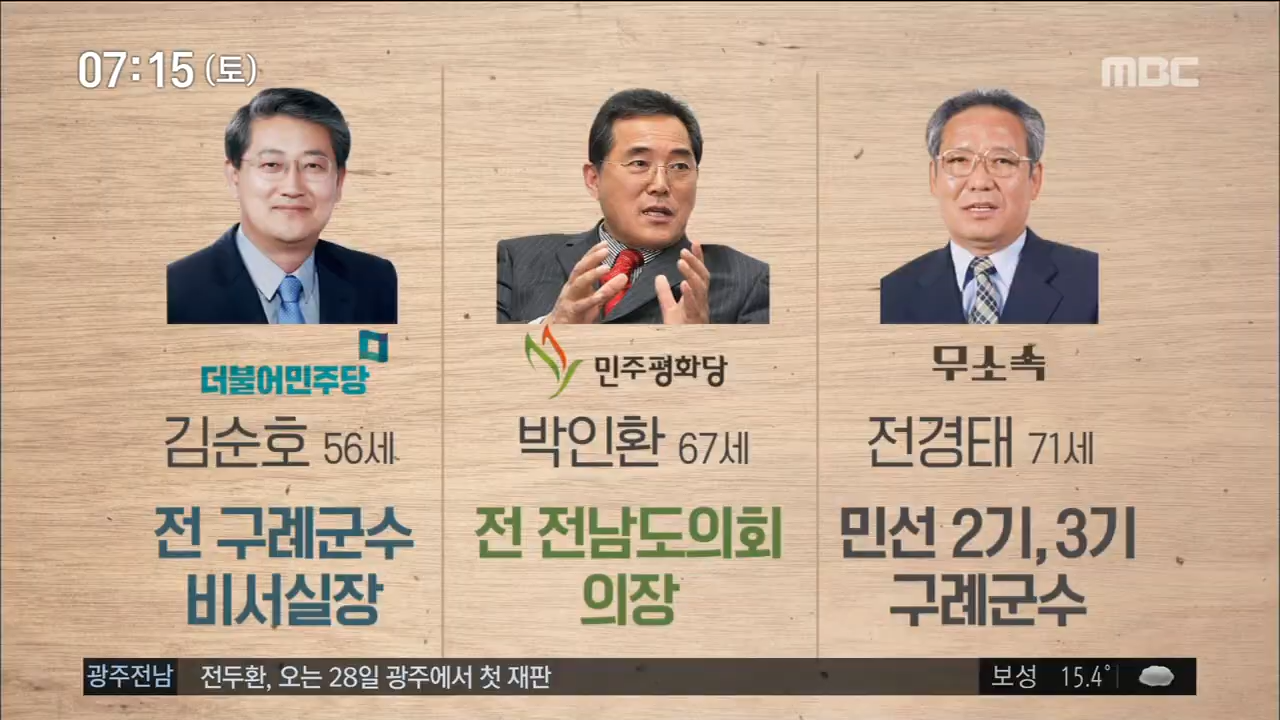 07:15 (토)
MBC
더불어민주당
김순호 56세
전 구례군수
비서실장
민주평화당
박인환 67세
전 전남도의회
의장
무소속
전경태 71세
민선 2기, 3기
구례군수
광주전남 전두환, 오는 28일 광주에서 첫 재판 보성 15.4°